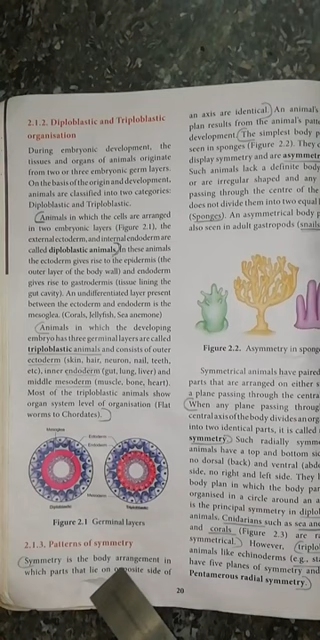 2.1.2. Diploblastic and Triploblastic
organisation
During embryonic development, the
tissues and organs of animals originate
from two or three embryonic germ layers.
On the basis of the origin and development,
animals are classified into two categories:
Diploblastic and Triploblastic.
Animals in which the cells are arranged
in two embryonic layers (Figure 2.1), the
external ectoderm, and internal endoderm are
called diploblastic animals. In these animals
the ectoderm gives rise to the epidermis (the
outer layer of the body wall) and endoderm
gives rise to gastrodermis (tissue lining the
gut cavity). An undifferentiated layer present
between the ectoderm and endoderm is the
mesoglea. (Corals, Jellyfish, Sea anemone)
Animals in which the developing
embryo has three germinal layers are called
triploblastic animals and consists of outer
ectoderm (skin, hair, neuron, nail, teeth,
etc), inner endoderm (gut, lung, liver) and
middle mesoderm (muscle, bone, heart).
Most of the triploblastic animals show
organ system level of organisation (Flat
worms to Chordates).
Mesoglea
Ectoderm
Endoderm
Mesoderm
Diploblastic
Triploblastic
Figure 2.1 Germinal layers
2.1.3. Patterns of symmetry
Symmetry is the body arrangement in
which parts that lie on opposite side of
an axis are identical. An animal's
plan results from the animal's
development. The simplest body
seen in sponges (Figure 2.2). They
display symmetry and are
Such animals lack a definite body
or are irregular shaped and any
passing through the centre of the
does not divide them into two equal
(Sponges). An asymmetrical body
also seen in adult gastropods
Figure 2.2. Asymmetry in
Symmetrical animals have paired
parts that are arranged on either
a plane passing through the
When any plane passing
central axis of the body divides an
into two identical parts, it is called
symmetry. Such radially
animals have a top and bottom
no dorsal (back) and ventral
side, no right and left sides. They
body plan in which the body
organised in a circle around an
is the principal symmetry in
animals. Cnidarians such as sea
and corals (Figure 2.3) are
symmetrical. However,
animals like echinoderms (e.g.,
have five planes of symmetry and
Pentamerous radial symmetry.
20